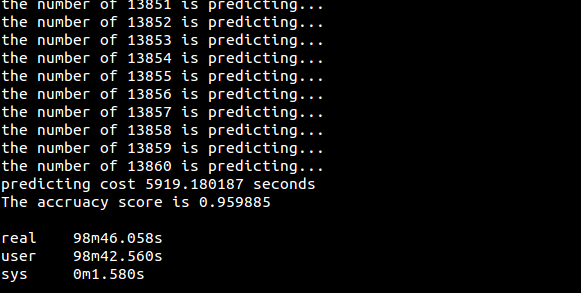 the number of 13851 is predicting...
the number of 13852 is predicting...
the number of 13853 is predicting...
the number of 13854 is predicting...
the number of 13855 is predicting...
the number of 13856 is predicting...
the number of 13857 is predicting...
the number of 13858 is predicting...
the number of 13859 is predicting...
the number of 13860 is predicting...
predicting cost 5919.180187 seconds
The accruacy score is 0.959885
real 98m46.058s
user 98m42.560s
sys 0m1.580s